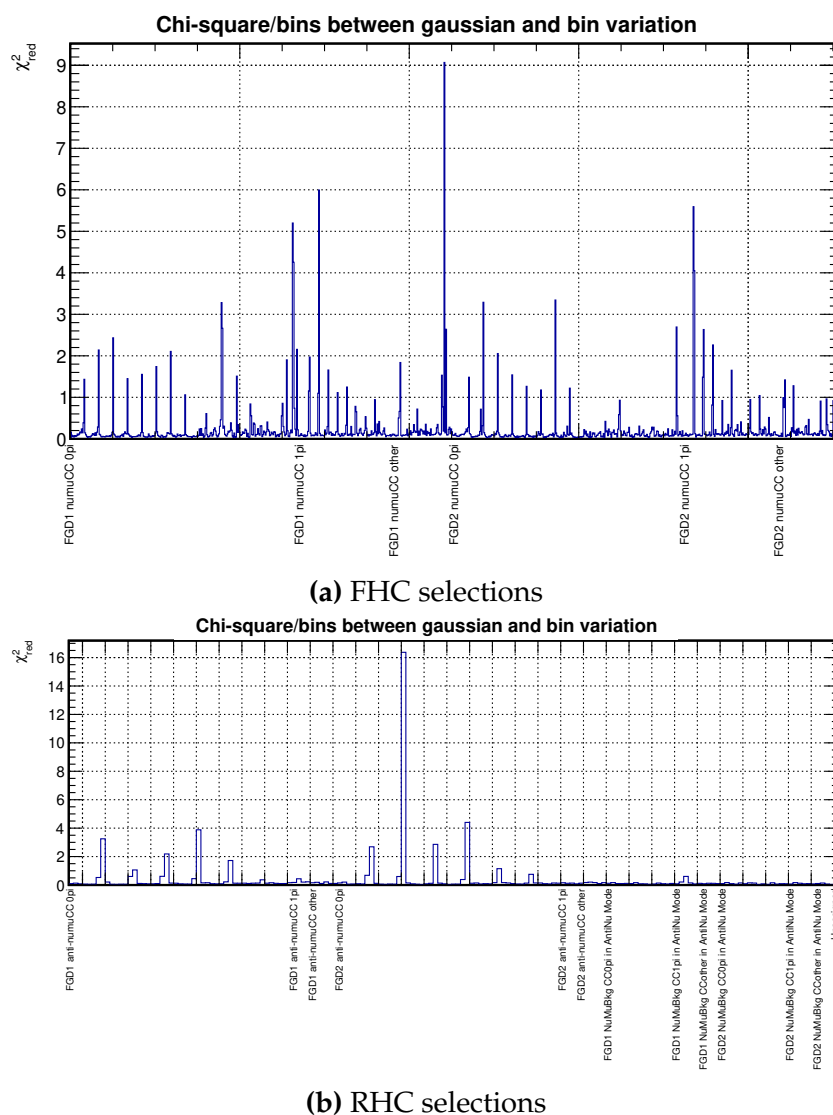 Chi-square/bins between gaussian and bin variation
χ²red
9
8
7
6
5
4
3
2
1
0
FGD1 numuCC 0pi
FGD1 numuCC 1pi
FGD1 numuCC other
FGD2 numuCC 0pi
FGD2 numuCC 1pi
FGD2 numuCC other
(a) FHC selections
Chi-square/bins between gaussian and bin variation
χ²red
16
14
12
10
8
6
4
2
0
FGD1 anti-numuCC 0pi
FGD1 anti-numuCC 1pi
FGD1 anti-numuCC other
FGD2 anti-numuCC 0pi
FGD2 anti-numuCC 1pi
FGD2 anti-numuCC other
FGD1 NuMuBkg CC0pi in AntiNu Mode
FGD1 NuMuBkg CC1pi in AntiNu Mode
FGD1 NuMuBkg CCother in AntiNu Mode
FGD2 NuMuBkg CC0pi in AntiNu Mode
FGD2 NuMuBkg CC1pi in AntiNu Mode
FGD2 NuMuBkg CCother in AntiNu Mode
(b) RHC selections